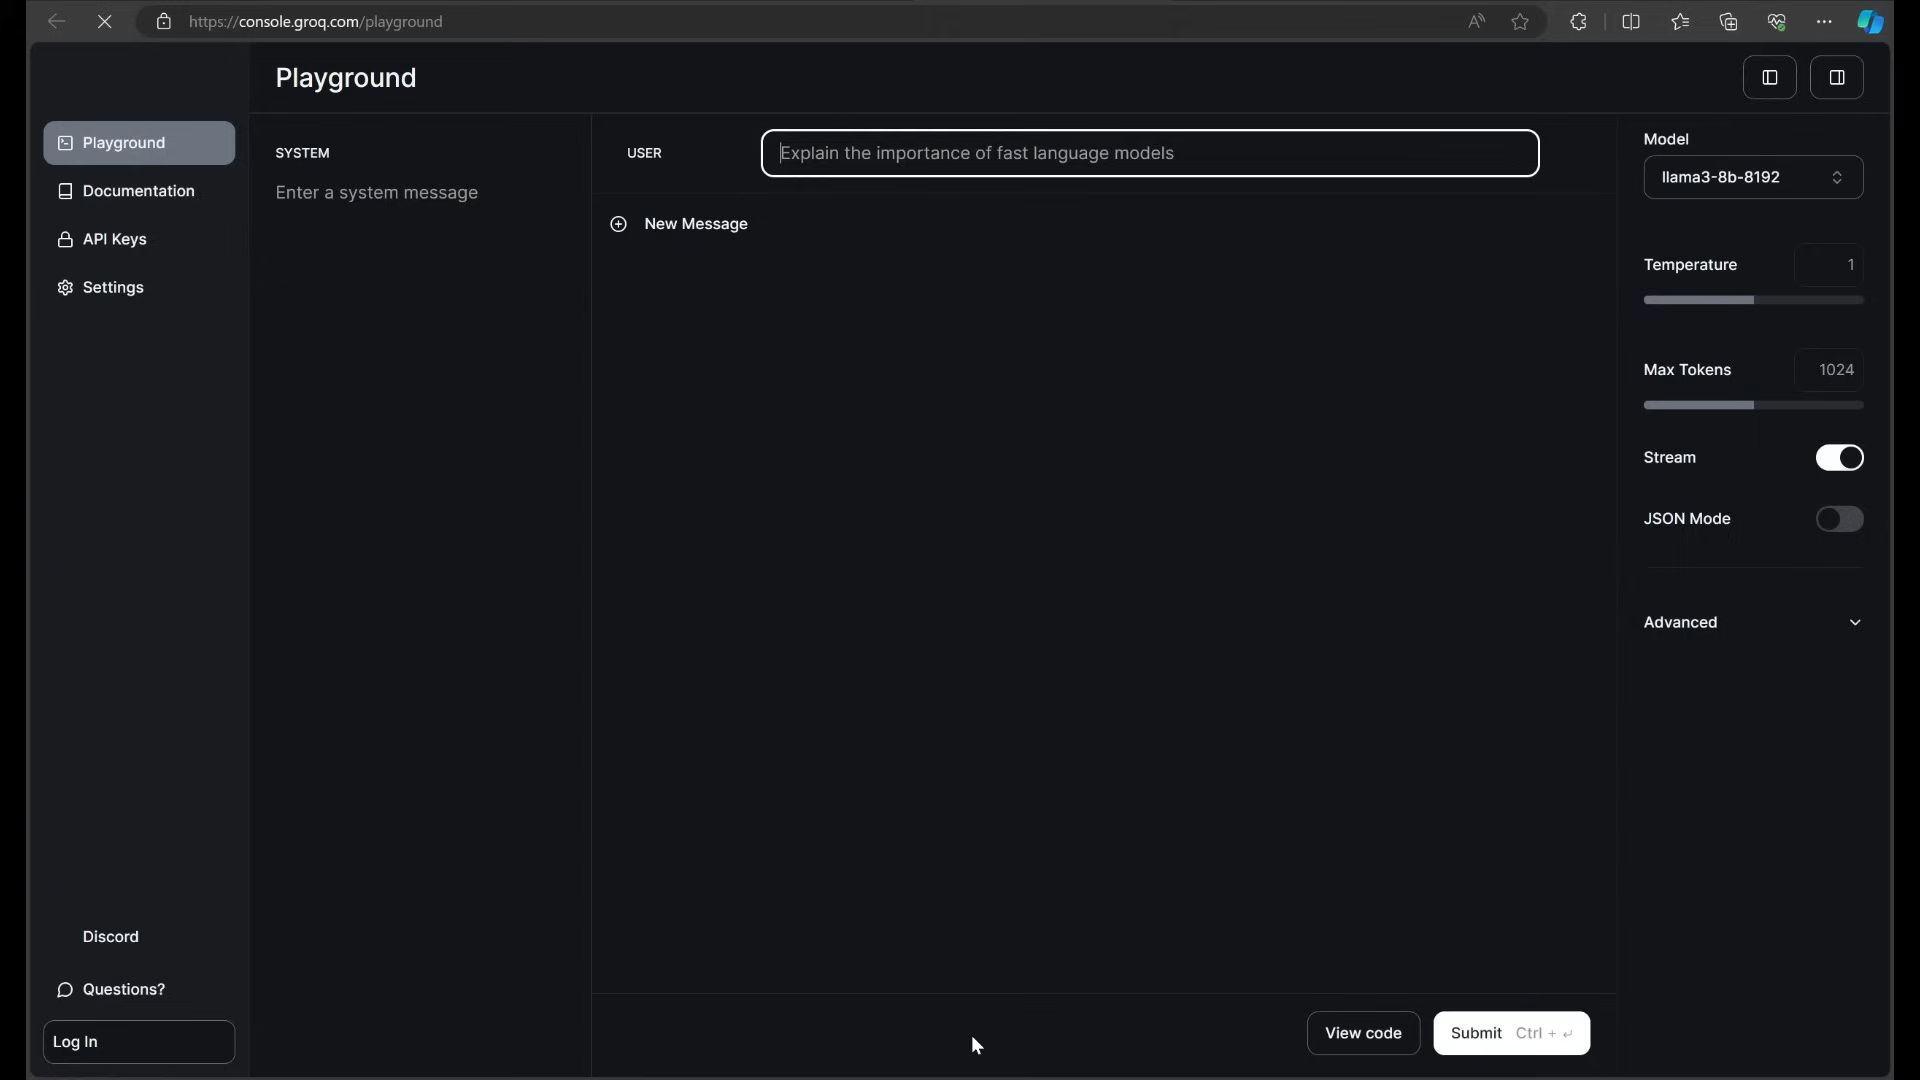 https://console.groq.com/playground
Playground
Playground
Documentation
API Keys
Settings
Discord
Questions?
Log In
SYSTEM
Enter a system message
USER
Explain the importance of fast language models
New Message
View code
Submit Ctrl + ↵
Model
llama3-8b-8192
Temperature 1
Max Tokens 1024
Stream
JSON Mode
Advanced